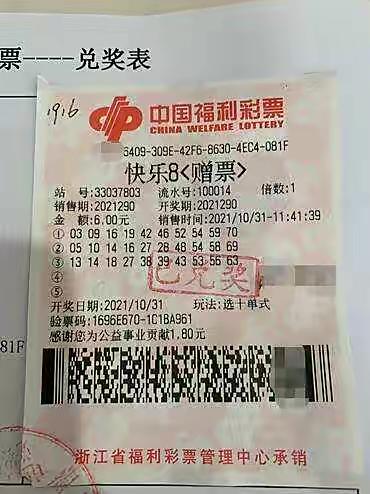 票----兑奖表
1916
中国福利彩票
CHINA WELFARE LOTTERY
6409-309E-42F6-8630-4EC4-081F
快乐8<赠票>
站 号:33037803 流水号:100014 倍数:1
销售期:2021290 开奖期:2021290
金 额:6.00元 销售时间:2021/10/31-11:41:39
① 03 09 16 19 42 46 52 54 59 70
② 05 10 14 16 27 28 48 54 58 69
③ 13 14 18 27 38 39 43 53 56 63
④
⑤
已兑奖
开奖日期:2021/10/31 玩法:选十单式
验票码:1696E670-1C1BA961
感谢您为公益事业贡献1.80元
081F
浙江省福利彩票管理中心承销